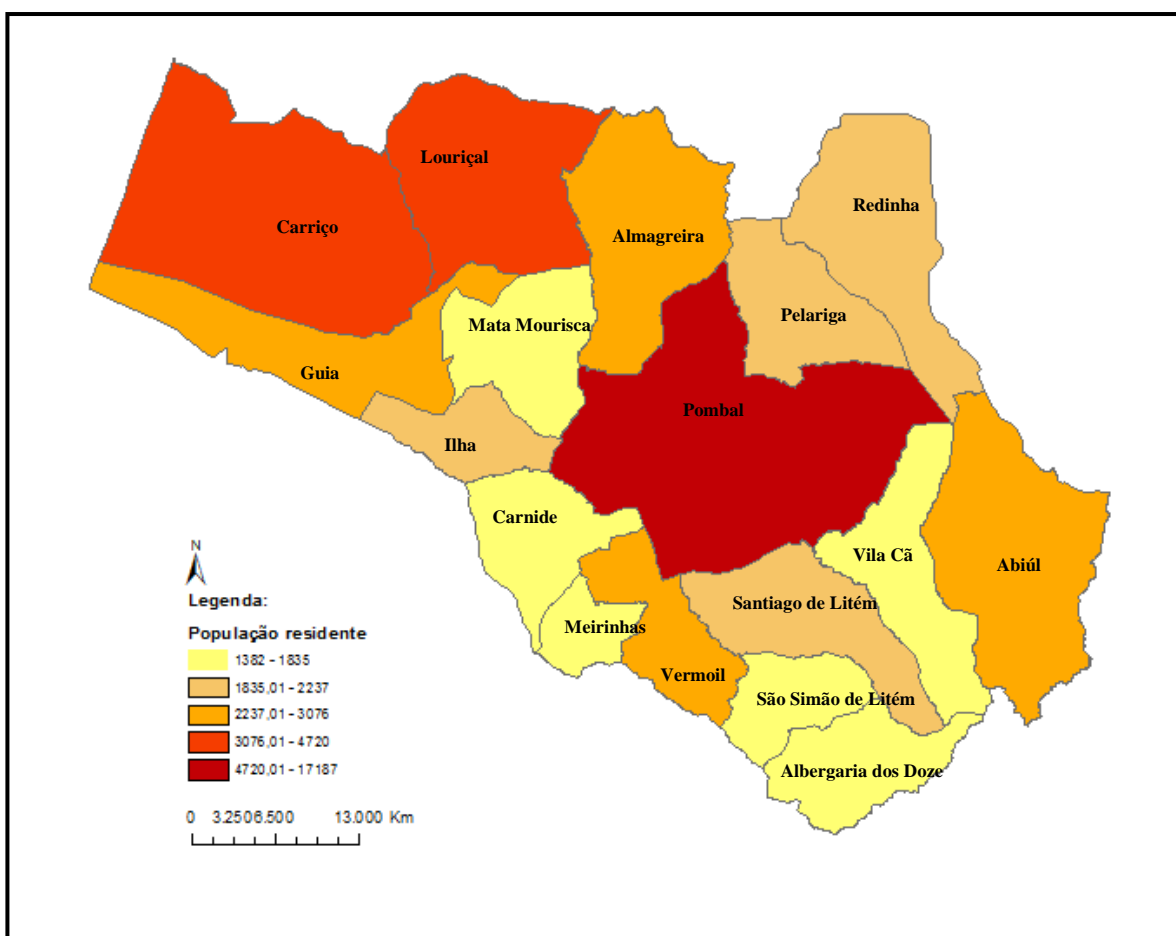 Louriçal
Carriço
Almagreira
Redinha
Mata Mourisca
Pelariga
Guia
Pombal
Ilha
Carnide
Vila Cã
Abiúl
Santiago de Litém
Meirinhas
Vermoil
São Simão de Litém
Albergaria dos Doze
N
Legenda:
População residente
1382 - 1835
1835,01 - 2237
2237,01 - 3076
3076,01 - 4720
4720,01 - 17187
0 3.2506.500 13.000 Km